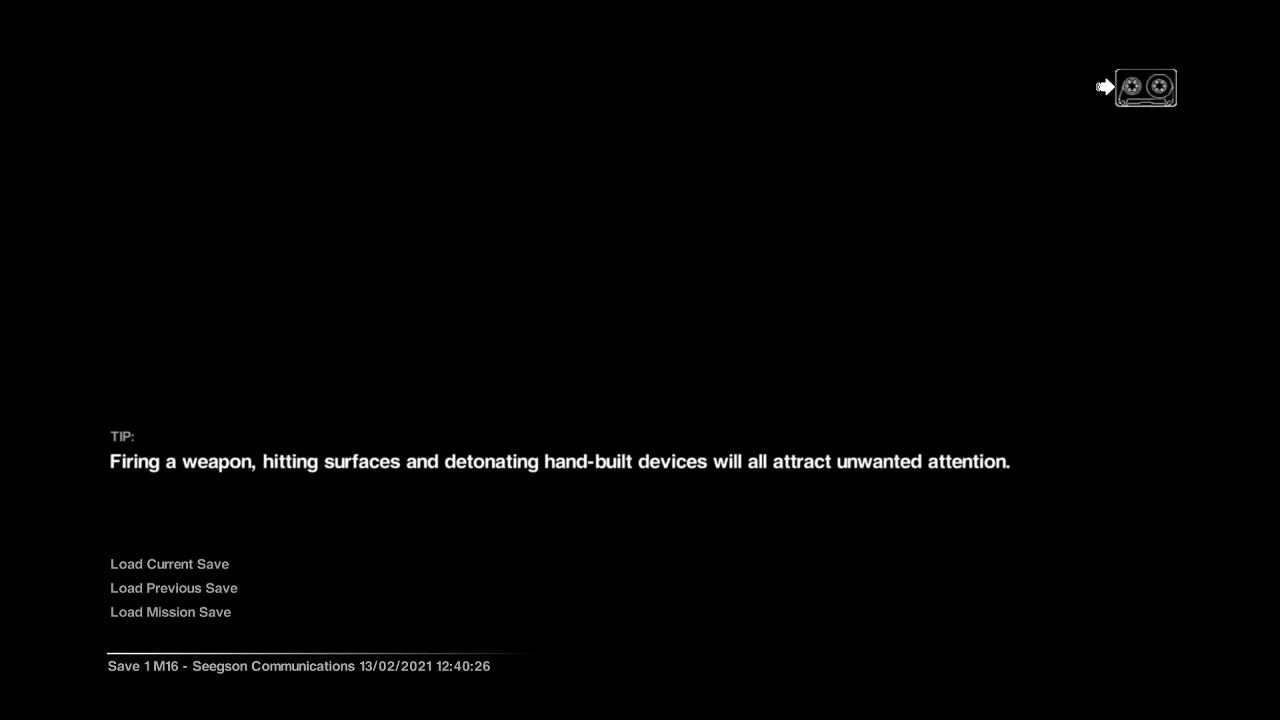 TIP:
Firing a weapon, hitting surfaces and detonating hand-built devices will all attract unwanted attention.
Load Current Save
Load Previous Save
Load Mission Save
Save 1 M16 - Seegson Communications 13/02/2021 12:40:26